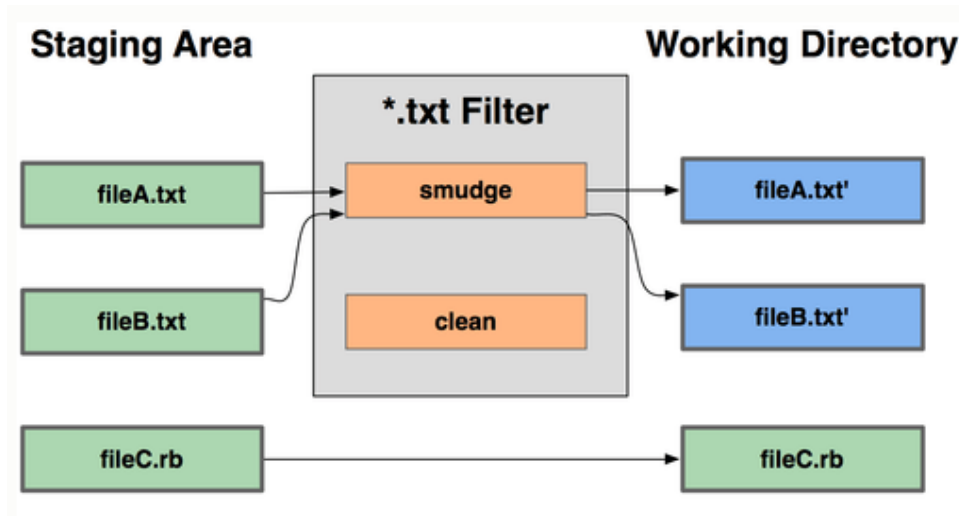 Staging Area
Working Directory
*.txt Filter
fileA.txt
smudge
fileA.txt'
fileB.txt
clean
fileB.txt'
fileC.rb
fileC.rb